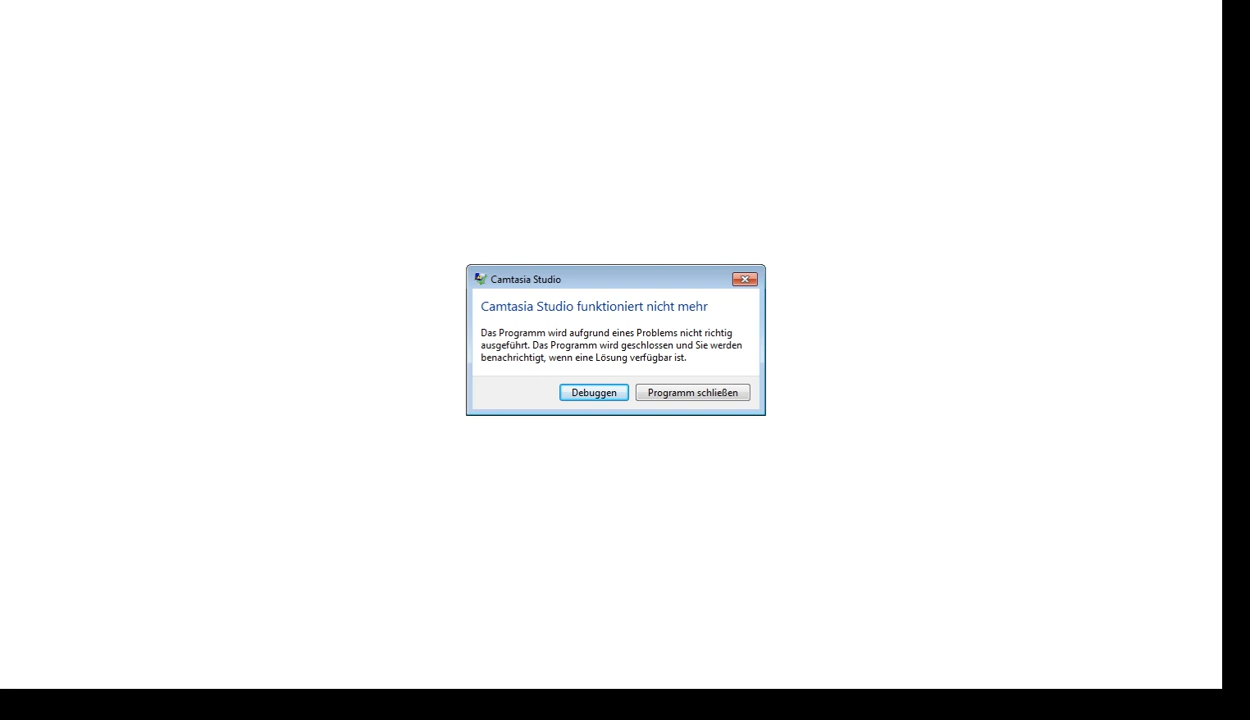 Camtasia Studio
Camtasia Studio funktioniert nicht mehr
Das Programm wird aufgrund eines Problems nicht richtig
ausgeführt. Das Programm wird geschlossen und Sie werden
benachrichtigt, wenn eine Lösung verfügbar ist.
Debuggen Programm schließen